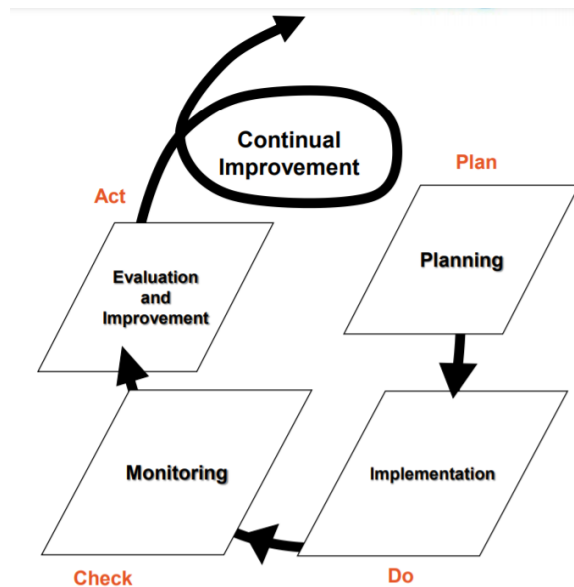 Continual
Improvement
Plan
Act
Planning
Evaluation
and
Improvement
Monitoring
Implementation
Check
Do